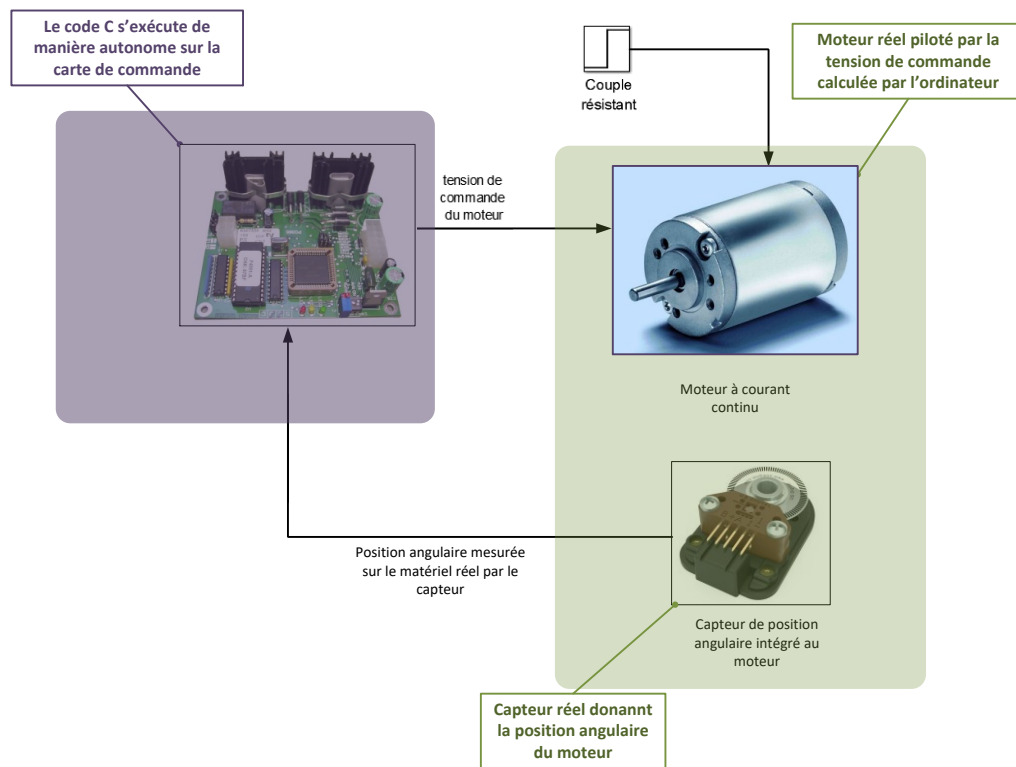 Le code C s’exécute de
manière autonome sur la
carte de commande
Couple
résistant
Moteur réel piloté par la
tension de commande
calculée par l’ordinateur
tension de
commande
du moteur
Moteur à courant
continu
Position angulaire mesurée
sur le matériel réel par le
capteur
Capteur de position
angulaire intégré au
moteur
Capteur réel donannt
la position angulaire
du moteur